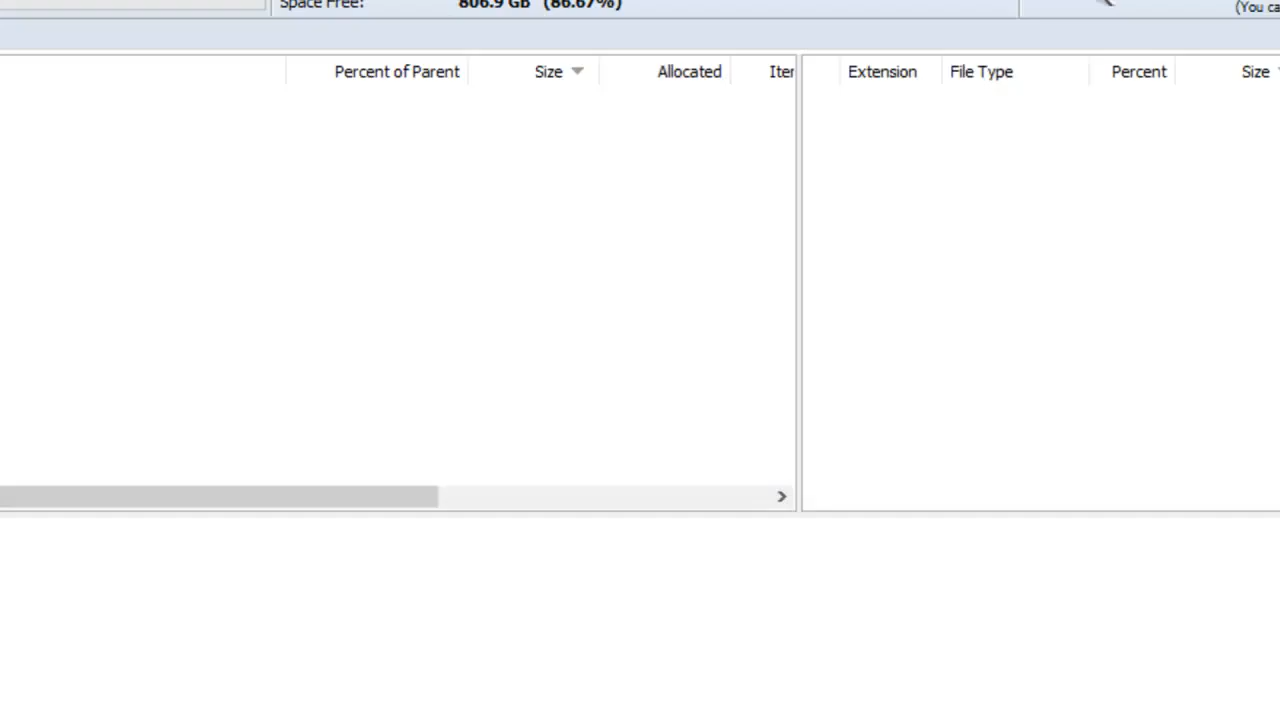 Space Free: 806.9 GB (86.67%)
(You ca
Percent of Parent Size Allocated Iter
Extension File Type Percent Size